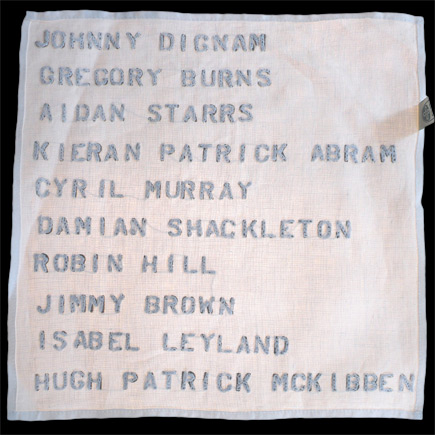 JOHNNY DIGNAM
GREGORY BURNS
AIDAN STARRS
KIERAN PATRICK ABRAM
CYRIL MURRAY
DAMIAN SHACKLETON
ROBIN HILL
JIMMY BROWN
ISABEL LEYLAND
HUGH PATRICK MCKIBBEN